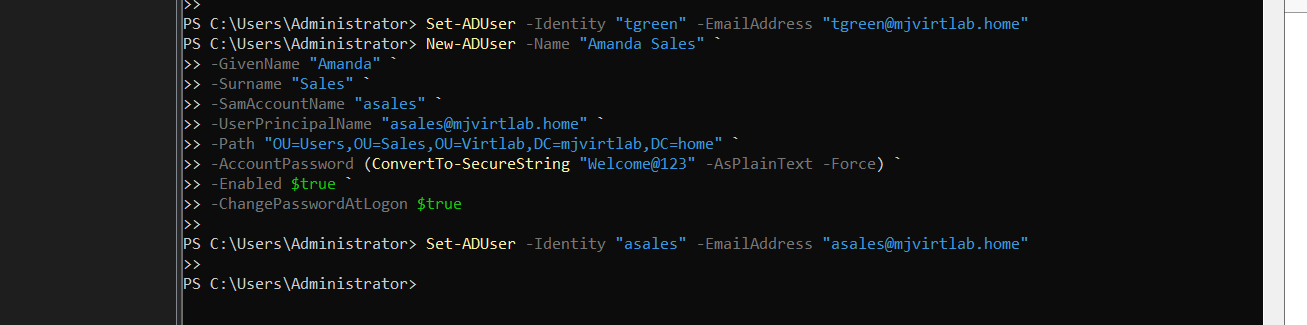 >>
PS C:\Users\Administrator> Set-ADUser -Identity "tgreen" -EmailAddress "tgreen@mjvirtlab.home"
PS C:\Users\Administrator> New-ADUser -Name "Amanda Sales" `
>> -GivenName "Amanda" `
>> -Surname "Sales" `
>> -SamAccountName "asales" `
>> -UserPrincipalName "asales@mjvirtlab.home" `
>> -Path "OU=Users,OU=Sales,OU=Virtlab,DC=mjvirtlab,DC=home" `
>> -AccountPassword (ConvertTo-SecureString "Welcome@123" -AsPlainText -Force) `
>> -Enabled $true `
>> -ChangePasswordAtLogon $true
>>
PS C:\Users\Administrator> Set-ADUser -Identity "asales" -EmailAddress "asales@mjvirtlab.home"
>>
PS C:\Users\Administrator>